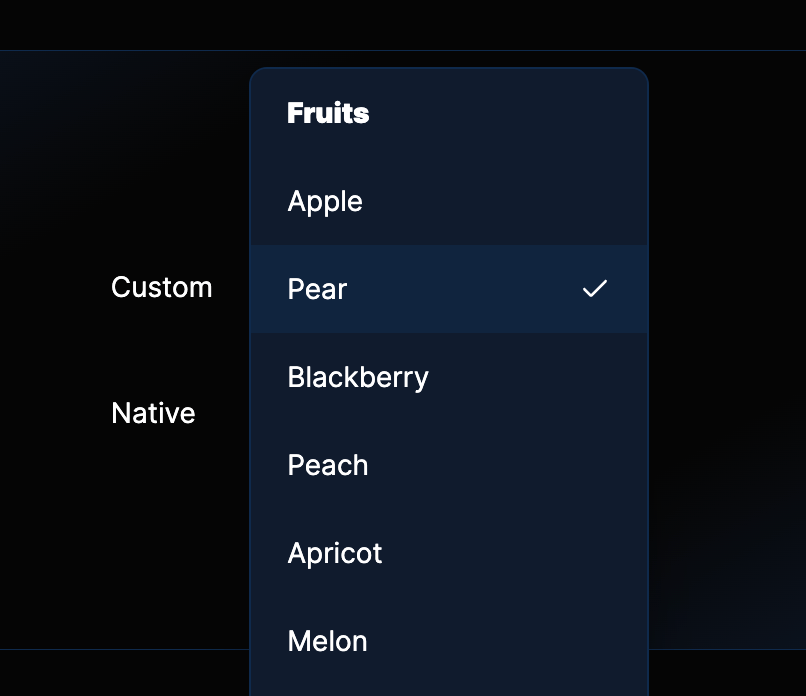 Fruits
Apple
Custom
Pear
Blackberry
Native
Peach
Apricot
Melon